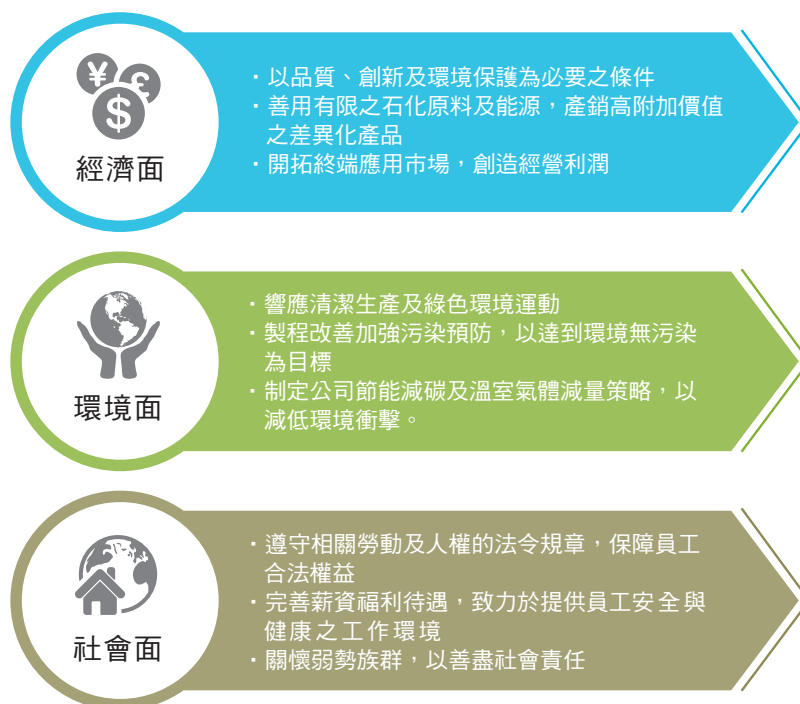 經濟面
・以品質、創新及環境保護為必要之條件
・善用有限之石化原料及能源，產銷高附加價值
之差異化產品
・開拓終端應用市場，創造經營利潤
環境面
・響應清潔生產及綠色環境運動
・製程改善加強污染預防，以達到環境無污染
為目標
・制定公司節能減碳及溫室氣體減量策略，以
減低環境衝擊。
社會面
・遵守相關勞動及人權的法令規章，保障員工
合法權益
・完善薪資福利待遇，致力於提供員工安全與
健康之工作環境
・關懷弱勢族群，以善盡社會責任